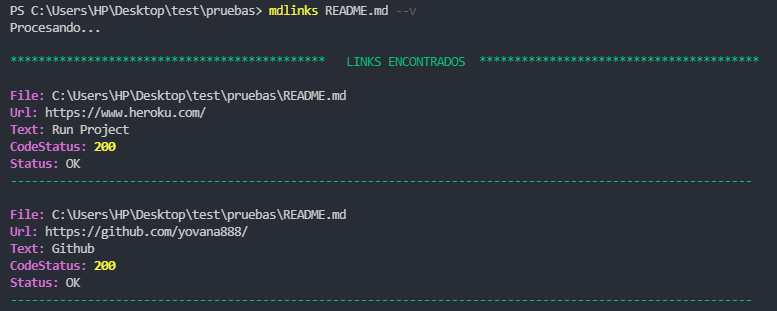 PS C:\Users\HP\Desktop\test\pruebas> mdlinks README.md --v
Procesando...
********************************************* LINKS ENCONTRADOS ****************************************
File: C:\Users\HP\Desktop\test\pruebas\README.md
Url: https://www.heroku.com/
Text: Run Project
CodeStatus: 200
Status: OK
----------------------------------------------------------------------------------------------------------
File: C:\Users\HP\Desktop\test\pruebas\README.md
Url: https://github.com/yovana888/
Text: Github
CodeStatus: 200
Status: OK
----------------------------------------------------------------------------------------------------------